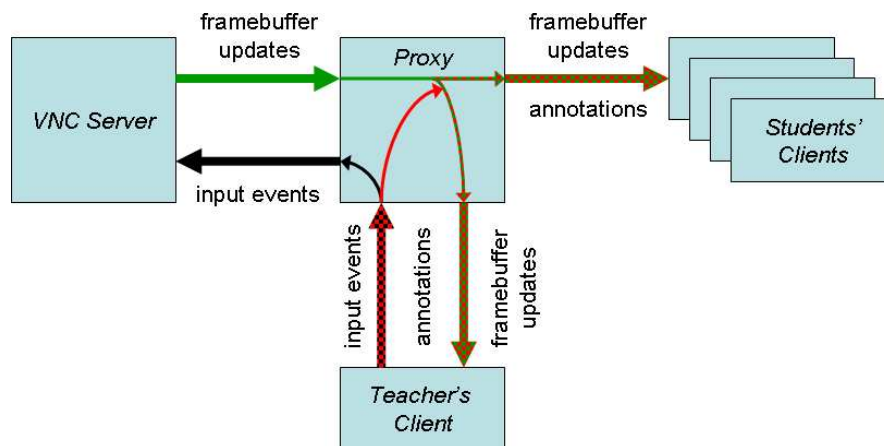 framebuffer
updates
Proxy
framebuffer
updates
VNC Server
annotations
Students'
Clients
input events
input events
annotations
framebuffer
updates
Teacher's
Client